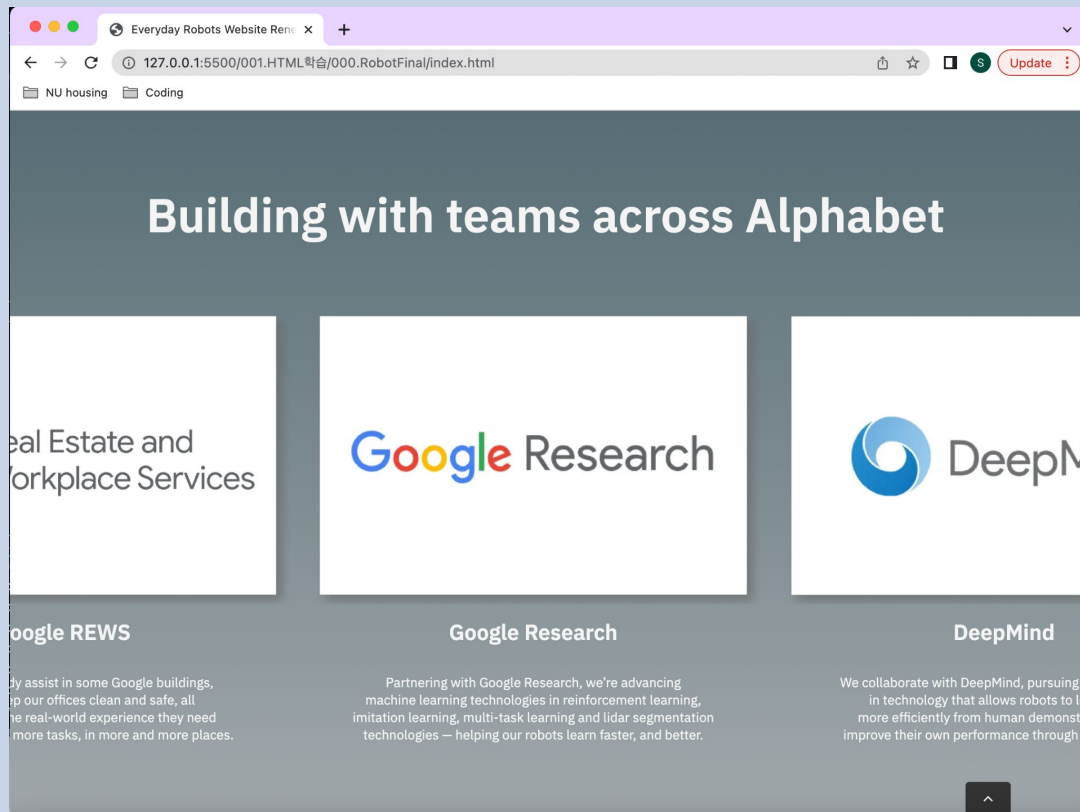 Everyday Robots Website Rene
127.0.0.1:5500/001.HTML학습/000.RobotFinal/index.html
S
Update
NU housing
Coding
Building with teams across Alphabet
eal Estate and
orkplace Services
Google Research
DeepM
oogle REWS
dy assist in some Google buildings,
ep our offices clean and safe, all
he real-world experience they need
more tasks, in more and more places.
Google Research
Partnering with Google Research, we're advancing
machine learning technologies in reinforcement learning,
imitation learning, multi-task learning and lidar segmentation
technologies — helping our robots learn faster, and better.
DeepMind
We collaborate with DeepMind, pursuing
in technology that allows robots to l
more efficiently from human demonst
improve their own performance through